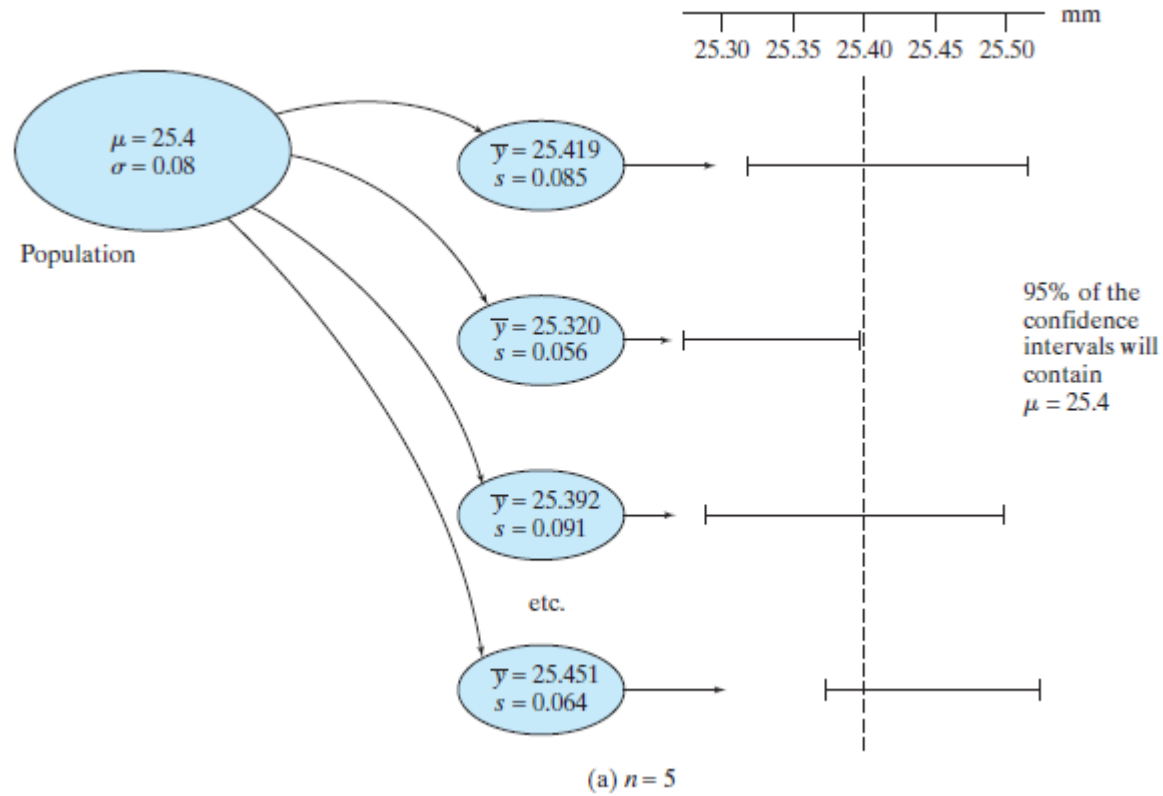 mm
25.30 25.35 25.40 25.45 25.50
μ = 25.4
σ = 0.08
Population
y̅ = 25.419
s = 0.085
y̅ = 25.320
s = 0.056
95% of the
confidence
intervals will
contain
μ = 25.4
y̅ = 25.392
s = 0.091
etc.
y̅ = 25.451
s = 0.064
(a) n = 5